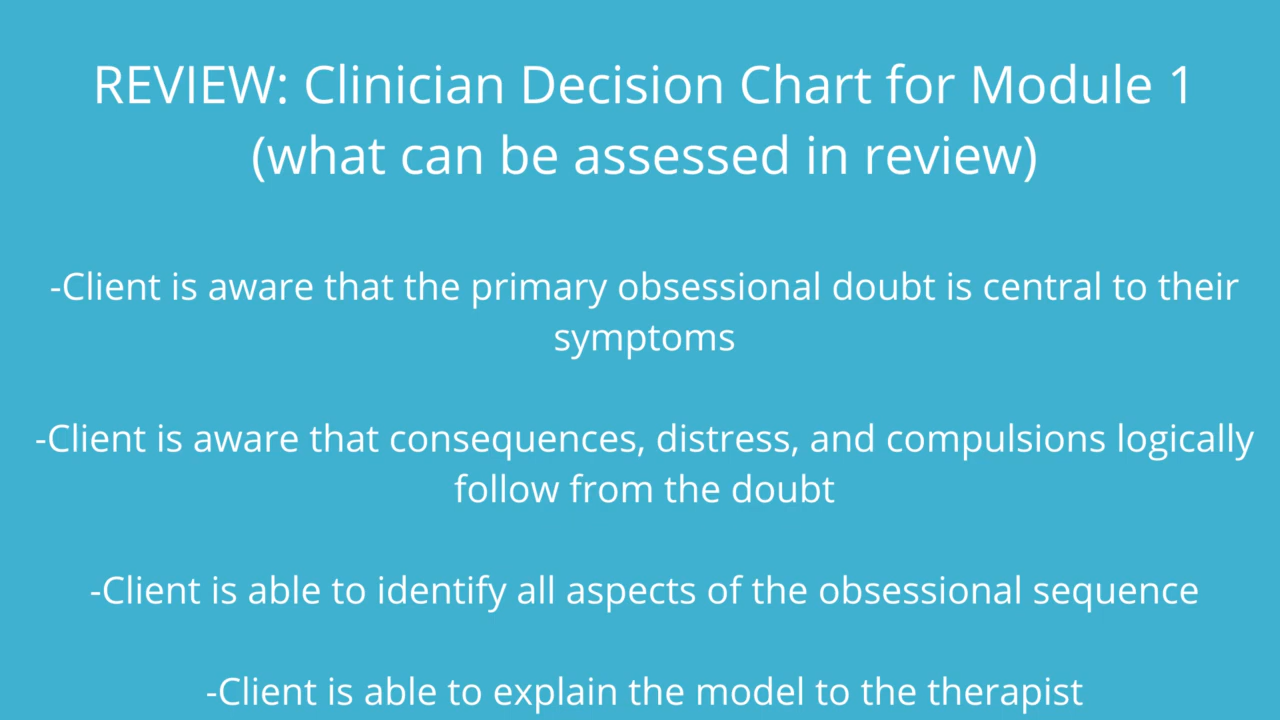 REVIEW: Clinician Decision Chart for Module 1
(what can be assessed in review)
-Client is aware that the primary obsessional doubt is central to their
symptoms
-Client is aware that consequences, distress, and compulsions logically
follow from the doubt
-Client is able to identify all aspects of the obsessional sequence
-Client is able to explain the model to the therapist